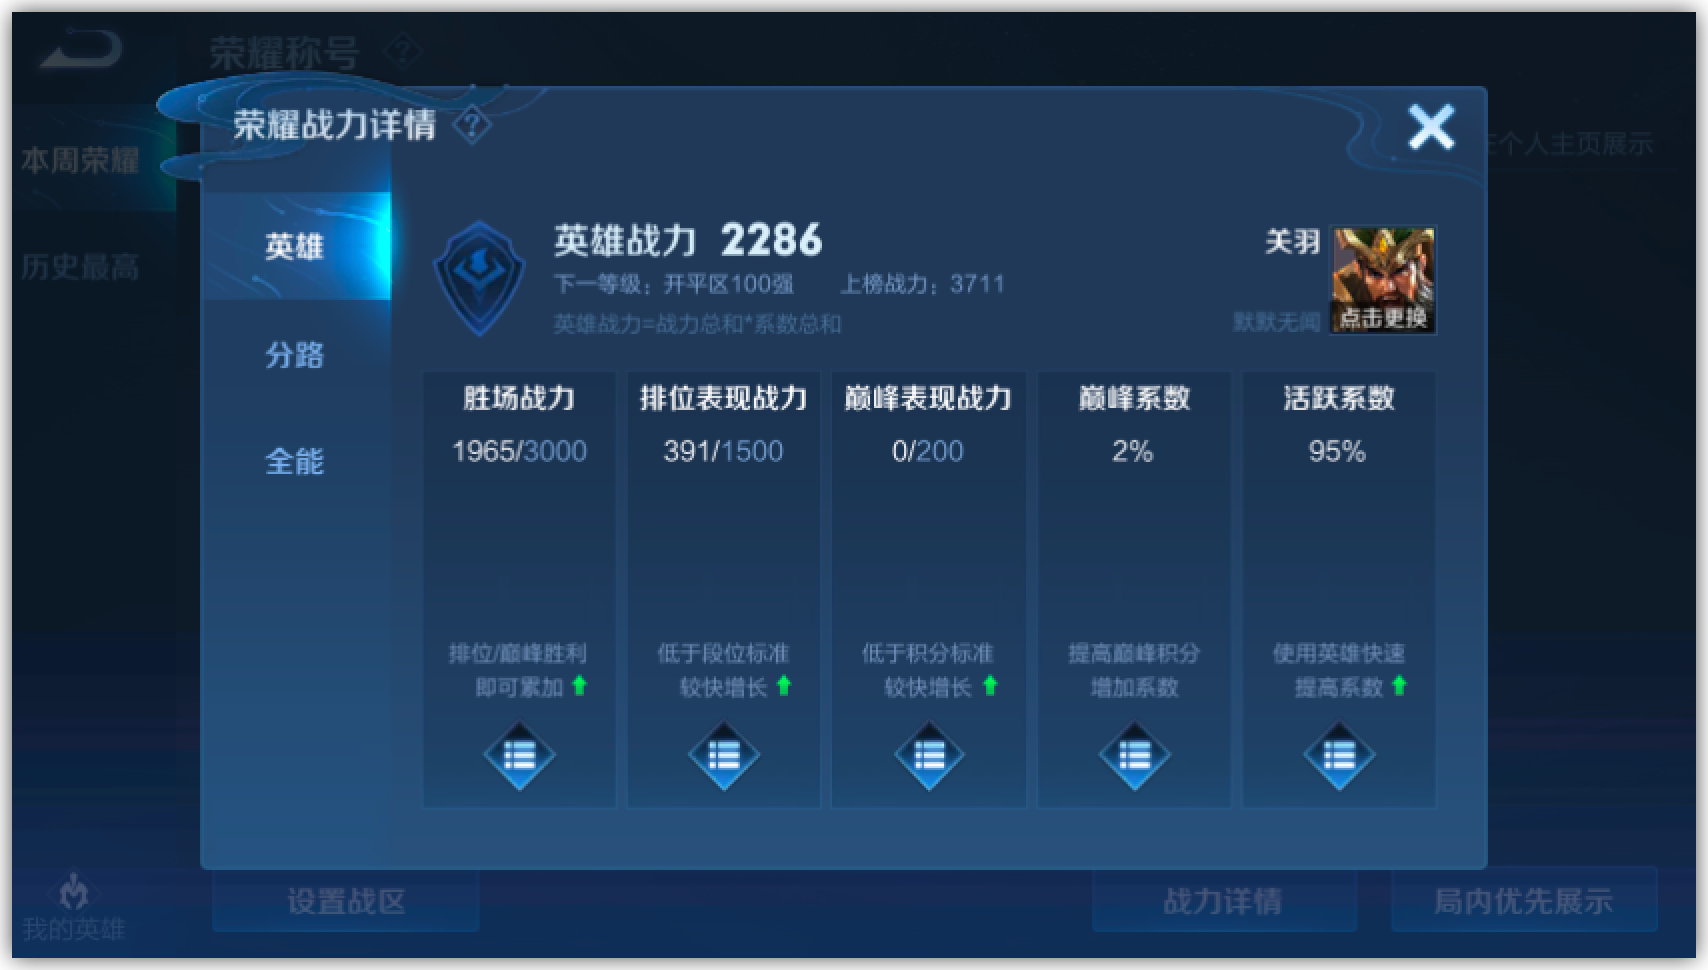 荣耀称号
荣耀战力详情
本周荣耀
在个人主页展示
英雄
历史最高
分路
全能
英雄战力 2286
下一等级：开平区100强 上榜战力：3711
英雄战力=战力总和*系数总和
关羽
默默无闻
点击更换
胜场战力
1965/3000
排位/巅峰胜利
即可累加
排位表现战力
391/1500
低于段位标准
较快增长
巅峰表现战力
0/200
低于积分标准
较快增长
巅峰系数
2%
提高巅峰积分
增加系数
活跃系数
95%
使用英雄快速
提高系数
我的英雄
设置战区
战力详情
局内优先展示